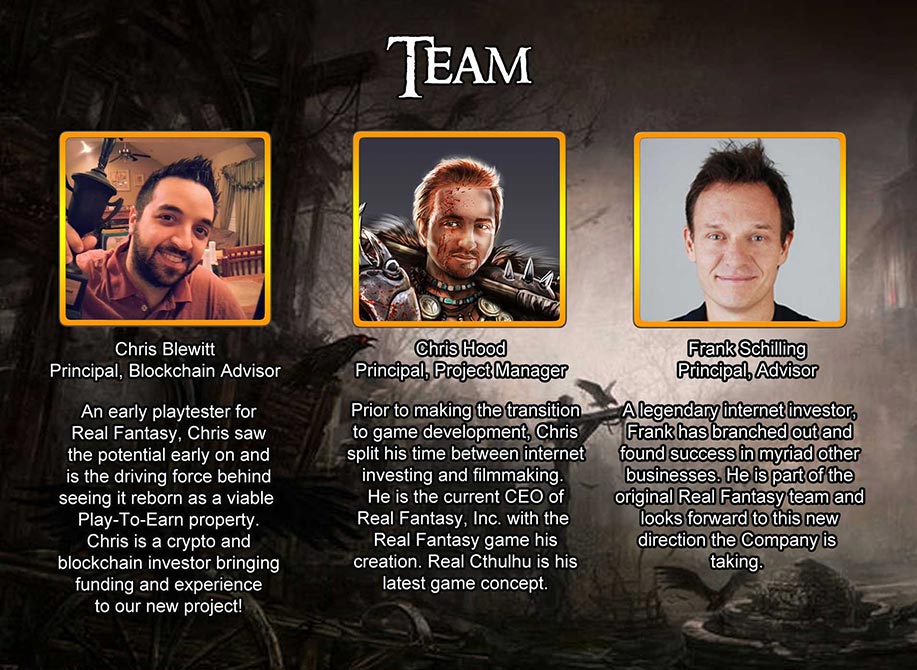 TEAM
Chris Blewitt
Principal, Blockchain Advisor
An early playtester for
Real Fantasy, Chris saw
the potential early on and
is the driving force behind
seeing it reborn as a viable
Play-To-Earn property.
Chris is a crypto and
blockchain investor bringing
funding and experience
to our new project!
Chris Hood
Principal, Project Manager
Prior to making the transition
to game development, Chris
split his time between internet
investing and filmmaking.
He is the current CEO of
Real Fantasy, Inc. with the
Real Fantasy game his
creation. Real Cthulhu is his
latest game concept.
Frank Schilling
Principal, Advisor
A legendary internet investor,
Frank has branched out and
found success in myriad other
businesses. He is part of the
original Real Fantasy team and
looks forward to this new
direction the Company is
taking.